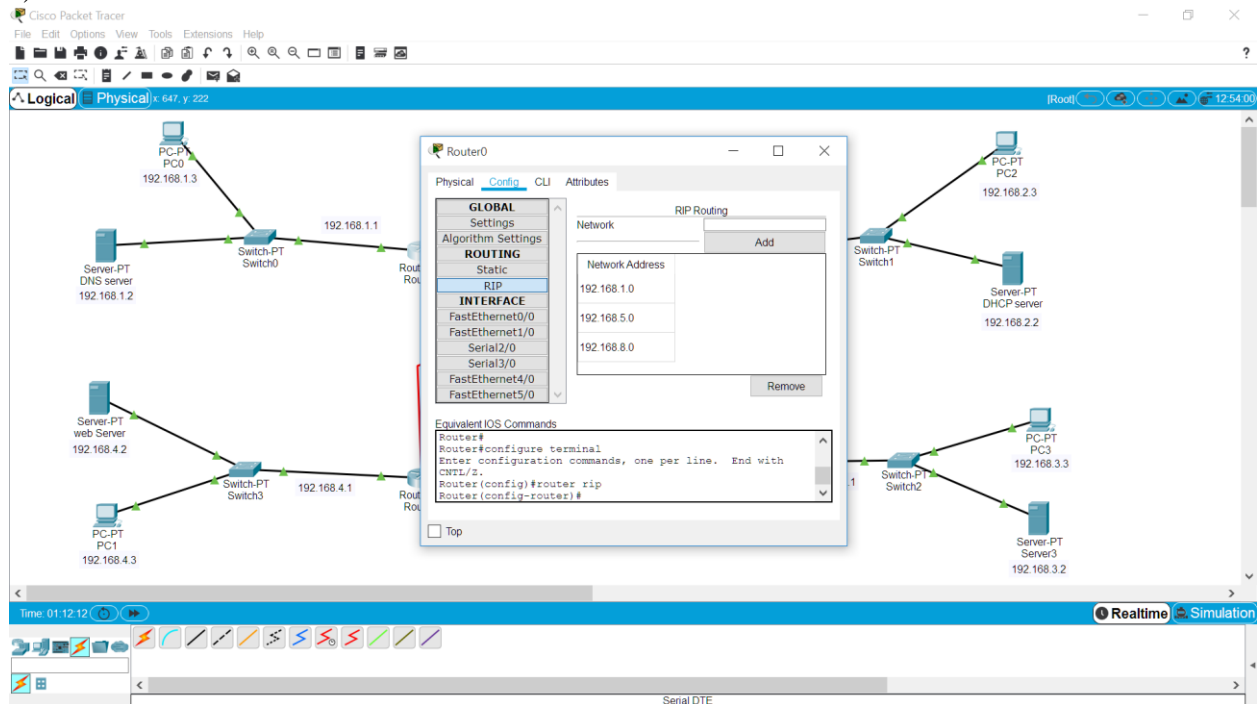 Cisco Packet Tracer
File Edit Options View Tools Extensions Help
?
Logical Physical x: 647, y: 222 [Root] 12:54:00
PC-PT
PC0
192.168.1.3
192.168.1.1
Server-PT
DNS server
192.168.1.2
Switch-PT
Switch0
Rout
Rou
Router0
Physical Config CLI Attributes
GLOBAL
Settings
Algorithm Settings
ROUTING
Static
RIP
INTERFACE
FastEthernet0/0
FastEthernet1/0
Serial2/0
Serial3/0
FastEthernet4/0
FastEthernet5/0
RIP Routing
Network
Add
Network Address
192.168.1.0
192.168.5.0
192.168.8.0
Remove
Equivalent IOS Commands
Router#
Router#configure terminal
Enter configuration commands, one per line. End with
CNTL/Z.
Router(config)#router rip
Router(config-router)#
Top
PC-PT
PC2
192.168.2.3
Switch-PT
Switch1
Server-PT
DHCP server
192.168.2.2
Server-PT
web Server
192.168.4.2
Switch-PT
Switch3
192.168.4.1
Rout
Rou
PC-PT
PC1
192.168.4.3
PC-PT
PC3
192.168.3.3
.1
Switch-PT
Switch2
Server-PT
Server3
192.168.3.2
Time: 01:12:12
Realtime Simulation
Serial DTE